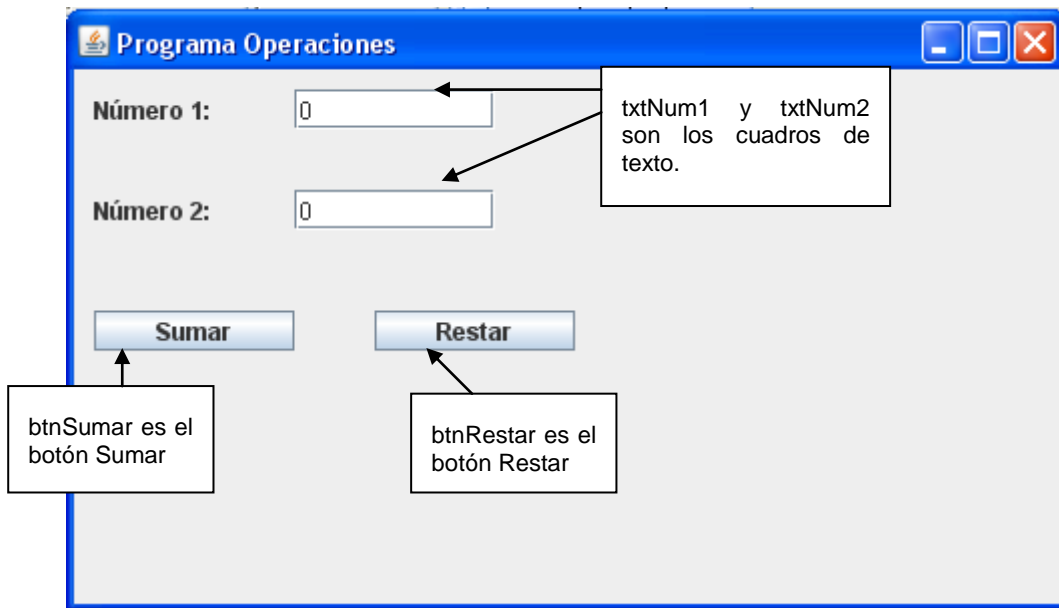 Programa Operaciones
Número 1:
0
txtNum1 y txtNum2
son los cuadros de
texto.
Número 2:
0
Sumar
Restar
btnSumar es el
botón Sumar
btnRestar es el
botón Restar